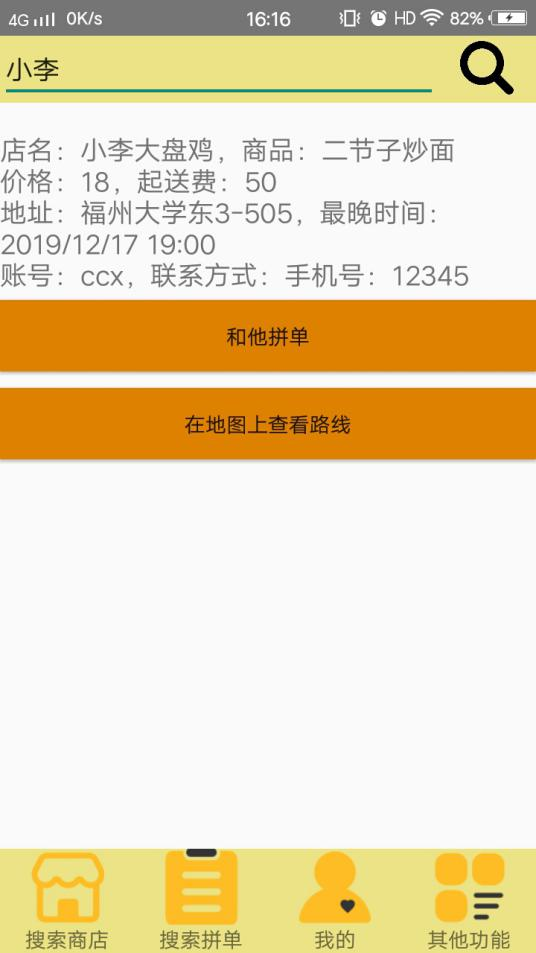 4G 0K/s 16:16 HD 82%
小李
店名：小李大盘鸡，商品：二节子炒面
价格：18，起送费：50
地址：福州大学东3-505，最晚时间：
2019/12/17 19:00
账号：ccx，联系方式：手机号：12345
和他拼单
在地图上查看路线
搜索商店 搜索拼单 我的 其他功能